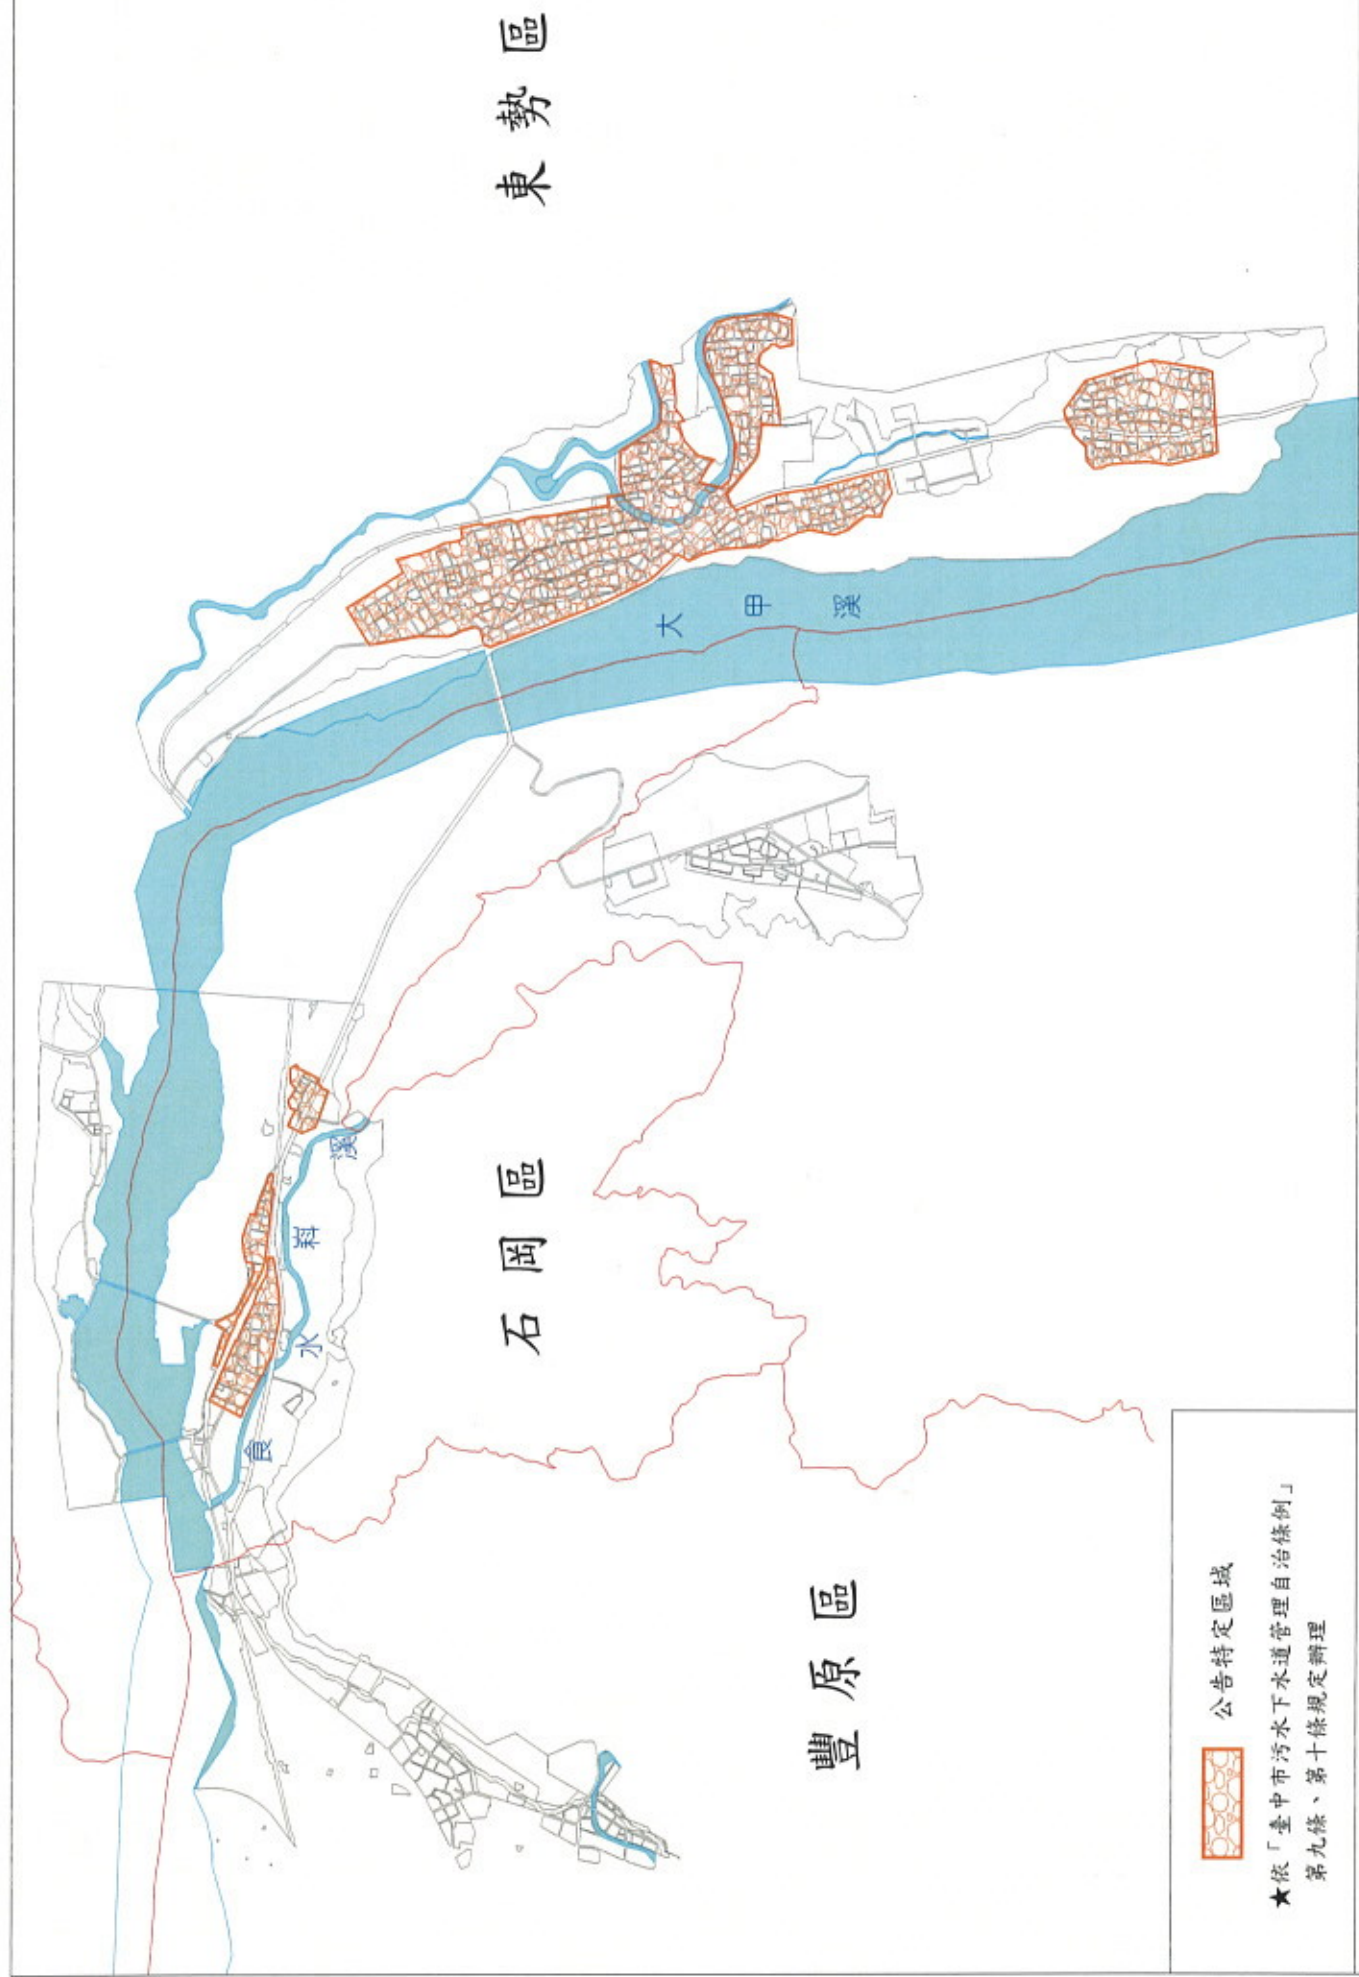 東勢區
大甲溪
石岡區
食水嵙溪
豐原區
公告特定區域
★依「臺中市污水下水道管理自治條例」
第九條、第十條規定辦理